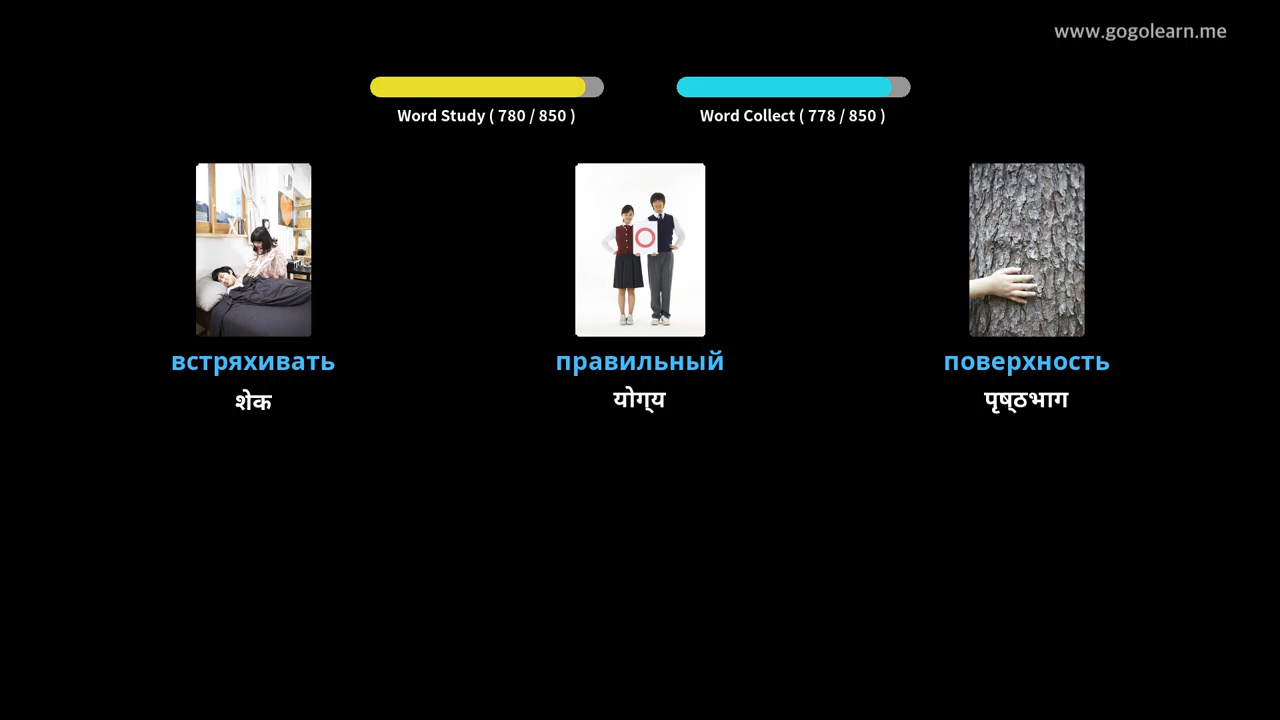 www.gogolearn.me
Word Study ( 780 / 850 )
Word Collect ( 778 / 850 )
встряхивать
правильный
поверхность
शेक
योग्य
पृष्ठभाग